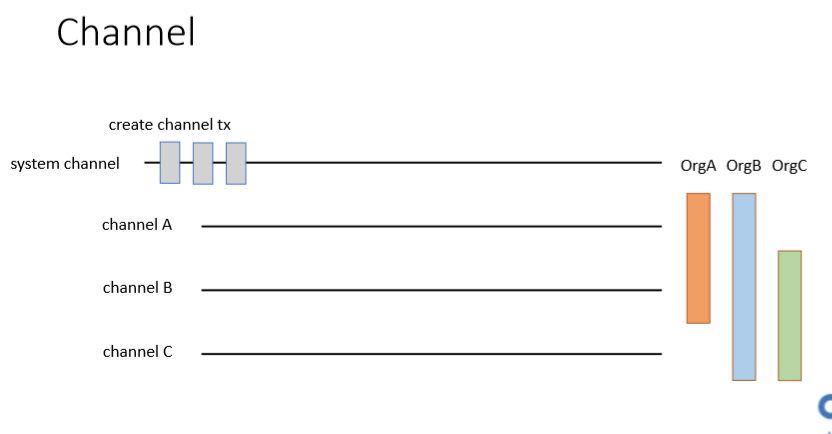 Channel
create channel tx
system channel
OrgA OrgB OrgC
channel A
channel B
channel C